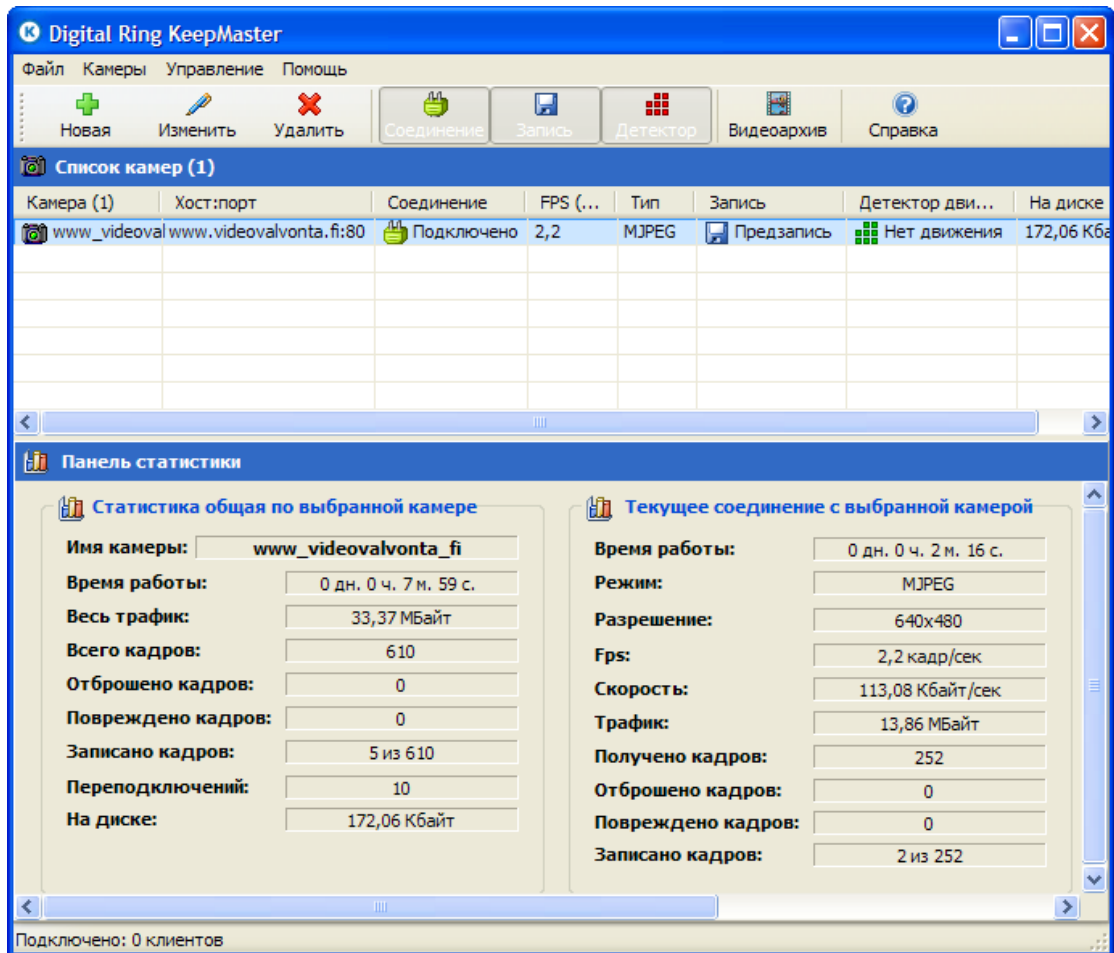 Digital Ring KeepMaster
Файл Камеры Управление Помощь
Новая Изменить Удалить Соединение Запись Детектор Видеоархив Справка
Список камер (1)
Камера (1) Хост:порт Соединение FPS (... Тип Запись Детектор дви... На диске
www_videoval www.videovalvonta.fi:80 Подключено 2,2 MJPEG Предзапись Нет движения 172,06 Кба
Панель статистики
Статистика общая по выбранной камере
Имя камеры: www_videovalvonta_fi
Время работы: 0 дн. 0 ч. 7 м. 59 с.
Весь трафик: 33,37 МБайт
Всего кадров: 610
Отброшено кадров: 0
Повреждено кадров: 0
Записано кадров: 5 из 610
Переподключений: 10
На диске: 172,06 Кбайт
Текущее соединение с выбранной камерой
Время работы: 0 дн. 0 ч. 2 м. 16 с.
Режим: MJPEG
Разрешение: 640x480
Fps: 2,2 кадр/сек
Скорость: 113,08 Кбайт/сек
Трафик: 13,86 МБайт
Получено кадров: 252
Отброшено кадров: 0
Повреждено кадров: 0
Записано кадров: 2 из 252
Подключено: 0 клиентов